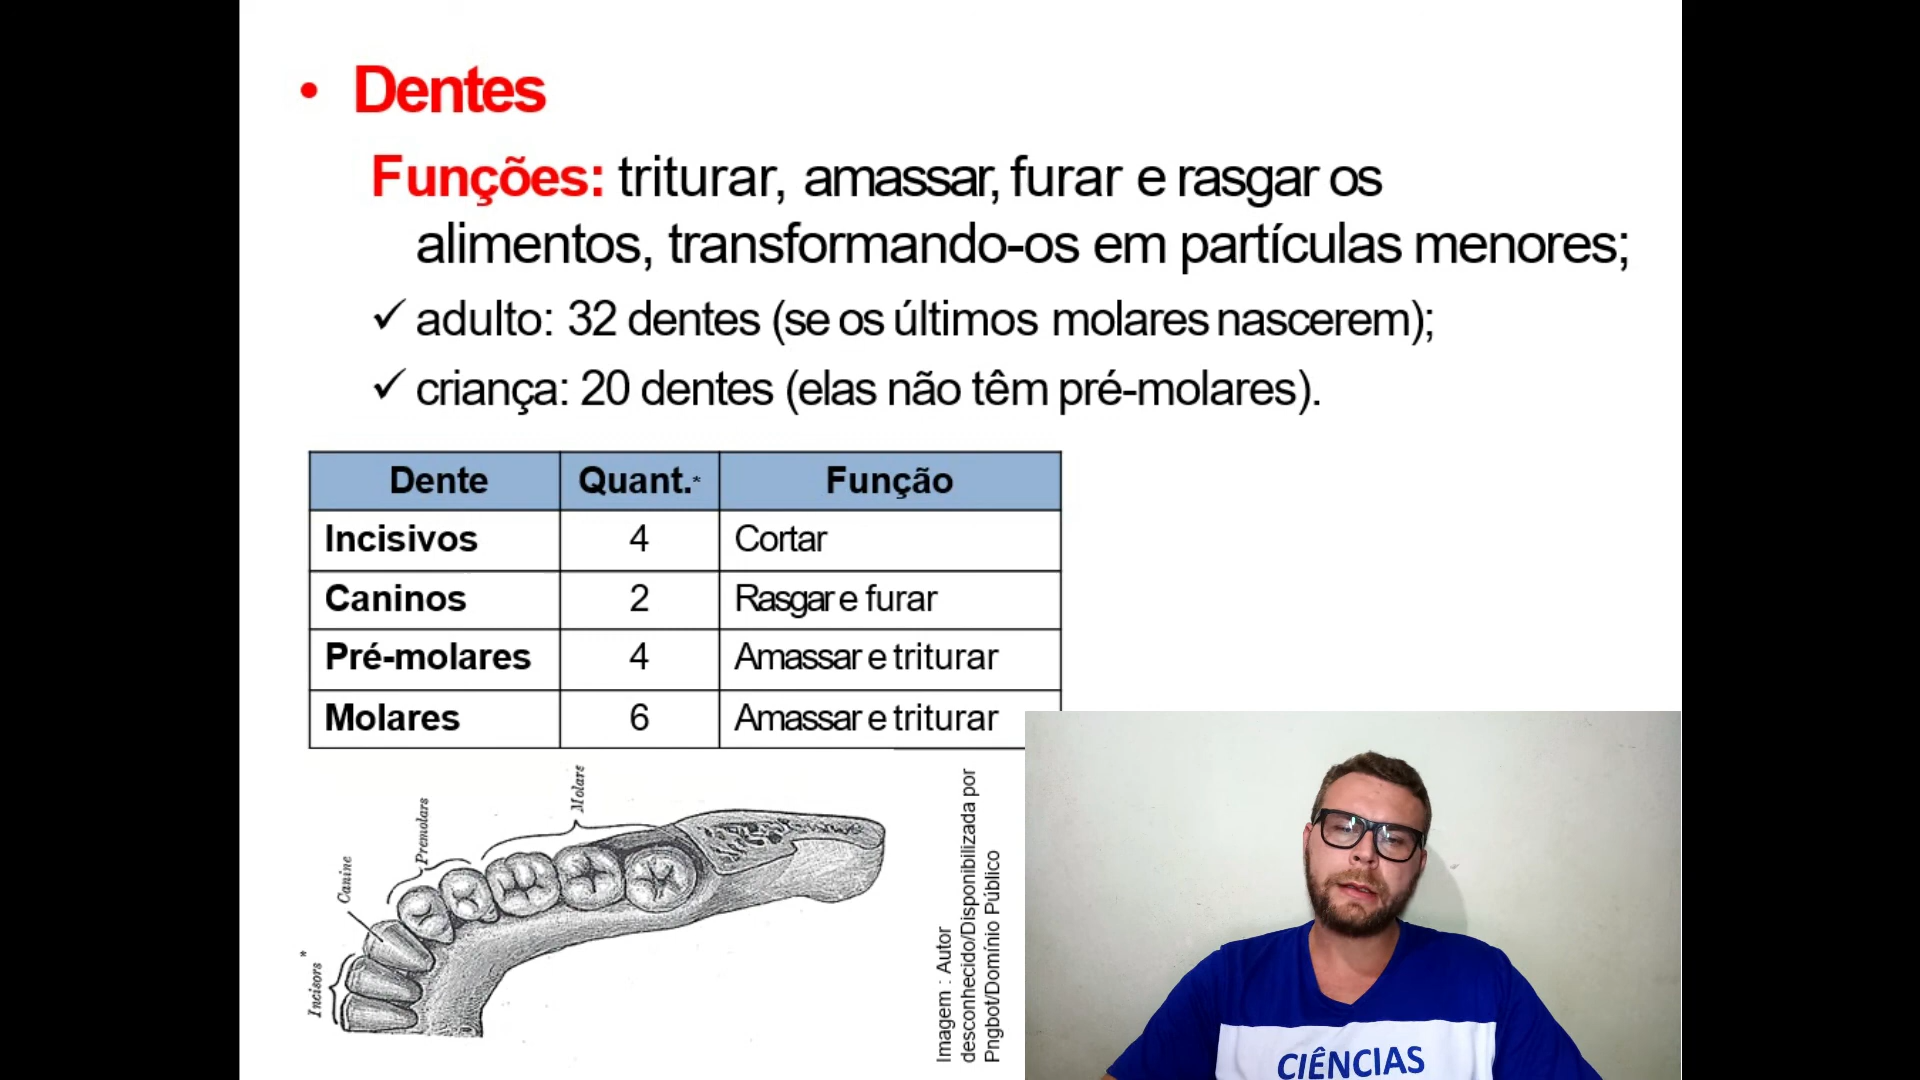 • Dentes
Funções: triturar, amassar, furar e rasgar os
alimentos, transformando-os em partículas menores;
✓ adulto: 32 dentes (se os últimos molares nascerem);
✓ criança: 20 dentes (elas não têm pré-molares).
Dente Quant.* Função
Incisivos 4 Cortar
Caninos 2 Rasgar e furar
Pré-molares 4 Amassar e triturar
Molares 6 Amassar e triturar
Incisors *
Canine
Premolars
Molars
Imagem : Autor
desconhecido/Disponibilizada por
Pngbot/Domínio Público
CIÊNCIAS